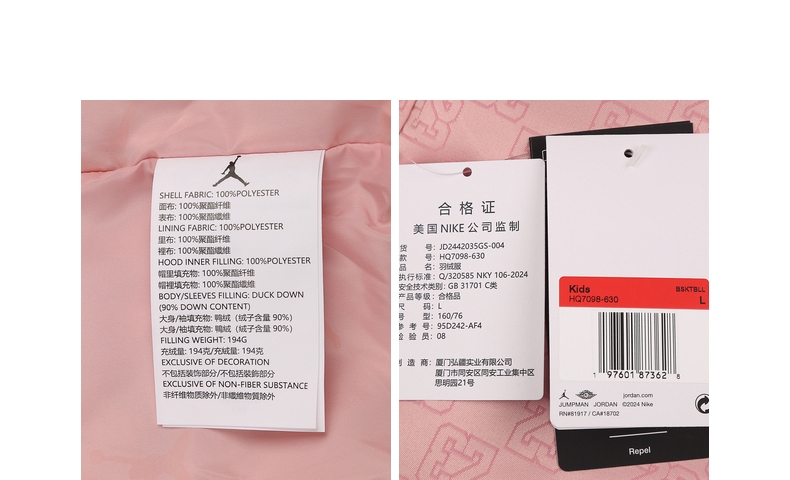 SHELL FABRIC: 100%POLYESTER
面布: 100%聚酯纤维
表布: 100%聚酯纖維
LINING FABRIC: 100%POLYESTER
里布: 100%聚酯纤维
裡布: 100%聚酯纖維
HOOD INNER FILLING: 100%POLYESTER
帽里填充物: 100%聚酯纤维
帽裡填充物: 100%聚酯纖維
BODY/SLEEVES FILLING: DUCK DOWN
(90% DOWN CONTENT)
大身/袖填充物: 鸭绒（绒子含量 90%）
大身/袖填充物: 鴨絨（絨子含量 90%）
FILLING WEIGHT: 194G
充绒量: 194克/充絨量: 194克
EXCLUSIVE OF DECORATION
不包括装饰部分/不包括裝飾部分
EXCLUSIVE OF NON-FIBER SUBSTANCE
非纤维物质除外/非纖維物質除外
合格证
美国NIKE公司监制
货 号: JD2442035GS-004
款 号: HQ7098-630
品 名: 羽绒服
执行标准: Q/320585 NKY 106-2024
安全技术类别: GB 31701 C类
产品等级: 合格品
尺 码: L
号 型: 160/76
参 考 号: 95D242-AF4
检 验 员: 08
制 造 商: 厦门弘疆实业有限公司
厦门市同安区同安工业集中区
思明园21号
Kids
BSKTBLL
HQ7098-630
L
1 97601 87362 8
jordan.com
JUMPMAN JORDAN ©2024 Nike
RN#81917 / CA#18702
Repel